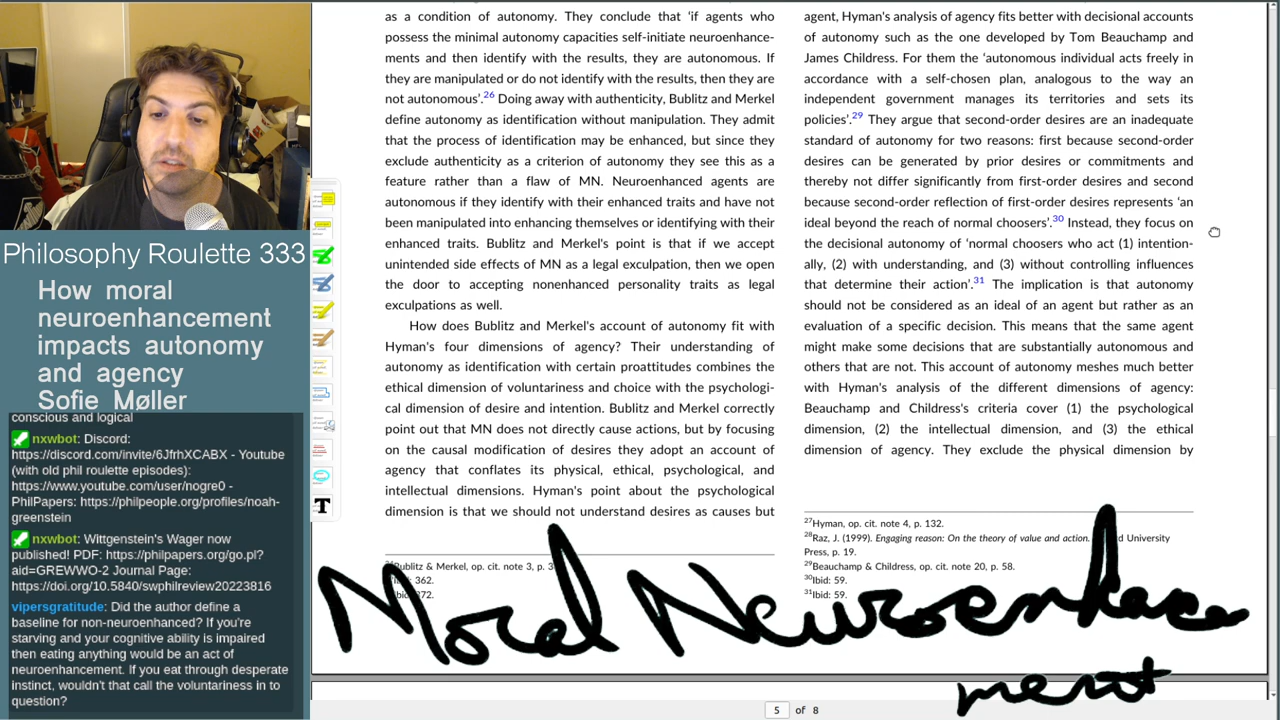 Philosophy Roulette 333
How moral
neuroenhancement
impacts autonomy
and agency
Sofie Møller
conscious and logical
nxwbot: Discord:
https://discord.com/invite/6JfrhXCABX - Youtube
(with old phil roulette episodes):
https://www.youtube.com/user/nogre0 -
PhilPapers: https://philpeople.org/profiles/noah-
greenstein
nxwbot: Wittgenstein's Wager now
published! PDF: https://philpapers.org/go.pl?
aid=GREWWO-2 Journal Page:
https://doi.org/10.5840/swphilreview20223816
vipersgratitude: Did the author define a
baseline for non-neuroenhanced? If you're
starving and your cognitive ability is impaired
then eating anything would be an act of
neuroenhancement. If you eat through desperate
instinct, wouldn't that call the voluntariness in to
question?
T
as a condition of autonomy. They conclude that 'if agents who
possess the minimal autonomy capacities self-initiate neuroenhance-
ments and then identify with the results, they are autonomous. If
they are manipulated or do not identify with the results, then they are
not autonomous'.26 Doing away with authenticity, Bublitz and Merkel
define autonomy as identification without manipulation. They admit
that the process of identification may be enhanced, but since they
exclude authenticity as a criterion of autonomy they see this as a
feature rather than a flaw of MN. Neuroenhanced agents are
autonomous if they identify with their enhanced traits and have not
been manipulated into enhancing themselves or identifying with their
enhanced traits. Bublitz and Merkel's point is that if we accept
unintended side effects of MN as legal exculpation, then we open
the door to accepting nonenhanced personality traits as legal
exculpations as well.
How does Bublitz and Merkel's account of autonomy fit with
Hyman's four dimensions of agency? Their understanding of
autonomy as identification with certain processes combines the
ethical dimension of voluntariness and choice with the psychologi-
cal dimension of desire and intention. Bublitz and Merkel correctly
point out that MN does not directly cause actions, but by focusing
on the causal modification of desires they adopt an account of
agency that conflates its physical, ethical, psychological, and
intellectual dimensions. Hyman's point about the psychological
dimension is that we should not understand desires as causes but
Bublitz & Merkel, op. cit. note 3, p. 3
362.
72.
agent, Hyman's analysis of agency fits better with decisional accounts
of autonomy such as the one developed by Tom Beauchamp and
James Childress. For them the 'autonomous individual acts freely in
accordance with a self-chosen plan, analogous to the way an
independent government manages its territories and sets its
policies'.29 They argue that second-order desires are an inadequate
standard of autonomy for two reasons: first because second-order
desires can be generated by prior desires or commitments and
thereby not differ significantly from first-order desires and second
because second-order reflection of first-order desires represents 'an
ideal beyond the reach of normal choosers'.30 Instead, they focus on
the decisional autonomy of 'normal choosers who act (1) intention-
ally, (2) with understanding, and (3) without controlling influences
that determine their action'.31 The implication is that autonomy
should not be considered as an ideal for an agent but rather as an
evaluation of a specific decision. This means that the same agent
might make some decisions that are substantially autonomous and
others that are not. This account of autonomy meshes much better
with Hyman's analysis of the different dimensions of agency.
Beauchamp and Childress's criteria cover (1) the psychological
dimension, (2) the intellectual dimension, and (3) the ethical
dimension of agency. They exclude the physical dimension by
27Hyman, op. cit. note 4, p. 132.
28Raz, J. (1999). Engaging reason: On the theory of value and action. University
Press, p. 19.
29Beauchamp & Childress, op. cit. note 20, p. 58.
30Ibid: 59.
31Ibid: 59.
Moral Neuroenhance
ment
5 of 8